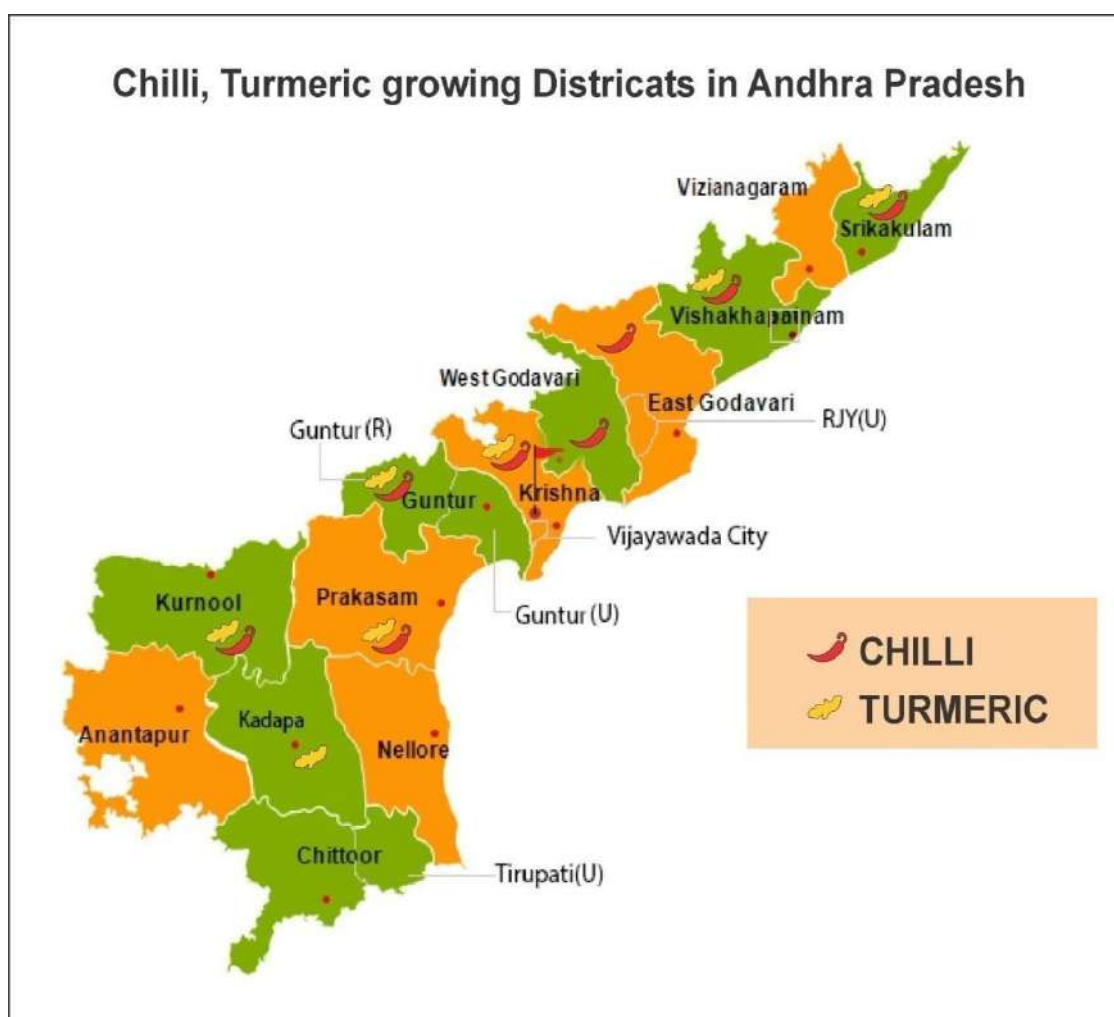 Chilli, Turmeric growing Districats in Andhra Pradesh
Vizianagaram
Srikakulam
Vishakhapainam
West Godavari
East Godavari
RJY(U)
Guntur (R)
Guntur
Krishna
Vijayawada City
Kurnool
Prakasam
Guntur (U)
CHILLI
TURMERIC
Anantapur
Kadapa
Nellore
Chittoor
Tirupati(U)